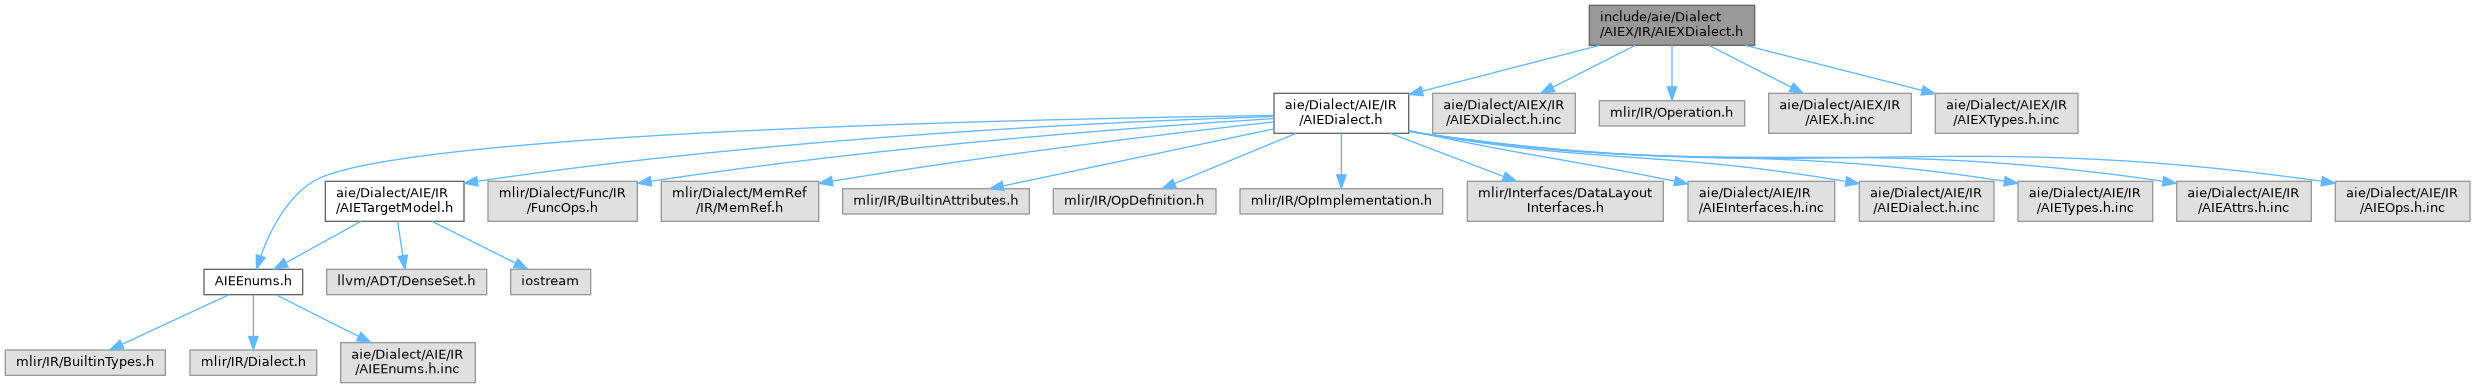 include/aie/Dialect
/AIEX/IR/AIEXDialect.h
aie/Dialect/AIE/IR
/AIEDialect.h
aie/Dialect/AIEX/IR
/AIEXDialect.h.inc
mlir/IR/Operation.h
aie/Dialect/AIEX/IR
/AIEX.h.inc
aie/Dialect/AIEX/IR
/AIEXTypes.h.inc
aie/Dialect/AIE/IR
/AIETargetModel.h
mlir/Dialect/Func/IR
/FuncOps.h
mlir/Dialect/MemRef
/IR/MemRef.h
mlir/IR/BuiltinAttributes.h
mlir/IR/OpDefinition.h
mlir/IR/OpImplementation.h
mlir/Interfaces/DataLayout
Interfaces.h
aie/Dialect/AIE/IR
/AIEInterfaces.h.inc
aie/Dialect/AIE/IR
/AIEDialect.h.inc
aie/Dialect/AIE/IR
/AIETypes.h.inc
aie/Dialect/AIE/IR
/AIEAttrs.h.inc
aie/Dialect/AIE/IR
/AIEOps.h.inc
AIEEnums.h
llvm/ADT/DenseSet.h
iostream
mlir/IR/BuiltinTypes.h
mlir/IR/Dialect.h
aie/Dialect/AIE/IR
/AIEEnums.h.inc